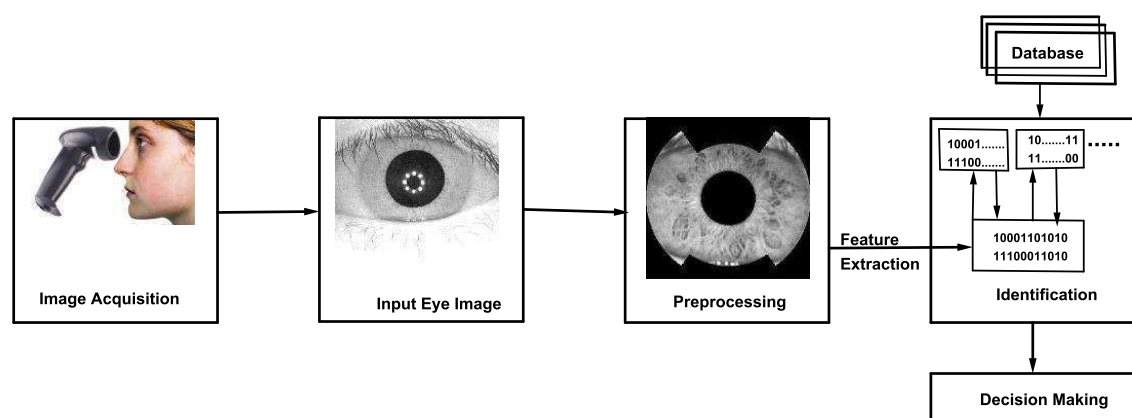 Database
10001.......
11100.......
10.......11
11.......00
.....
10001101010
11100011010
Feature
Extraction
Image Acquisition
Input Eye Image
Preprocessing
Identification
Decision Making